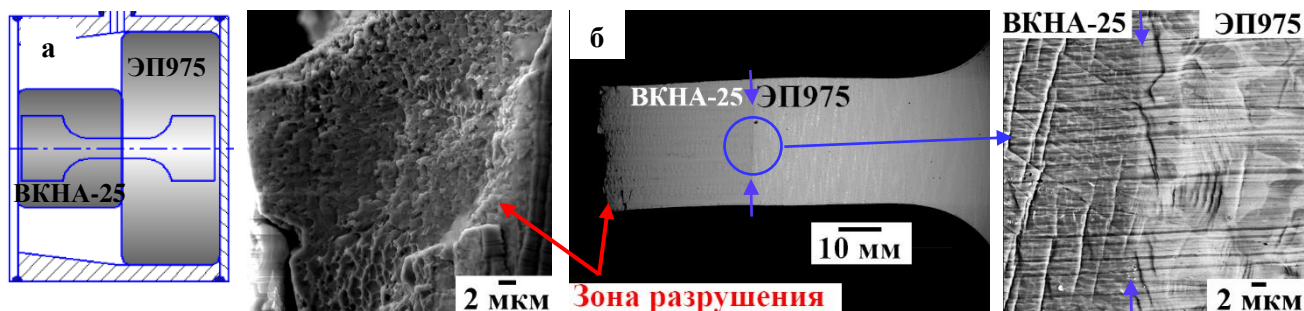 а
ЭП975
ВКНА-25
2 мкм
б
ВКНА-25 ЭП975
10 мм
Зона разрушения
ВКНА-25 ЭП975
2 мкм